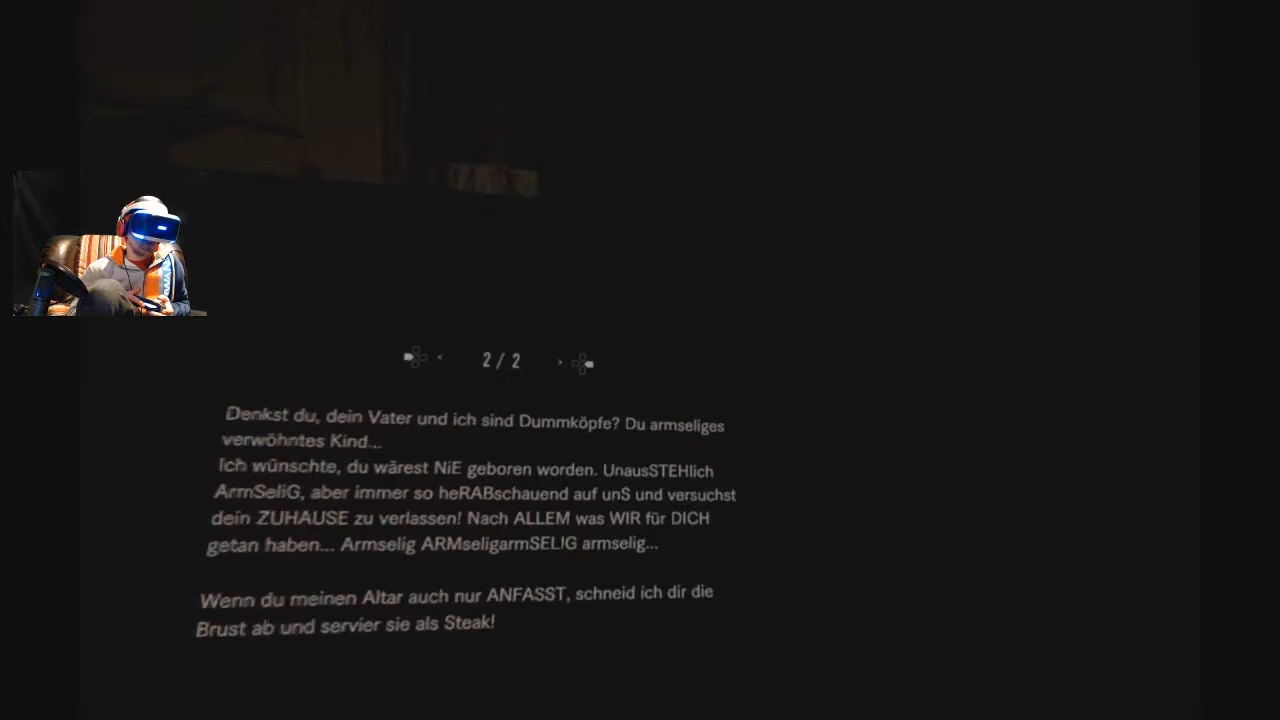 2 / 2
Denkst du, dein Vater und ich sind Dummköpfe? Du armseliges
verwöhntes Kind...
Ich wünschte, du wärest NiE geboren worden. UnausSTEHlich
ArmSeliG, aber immer so heRABschauend auf unS und versuchst
dein ZUHAUSE zu verlassen! Nach ALLEM was WIR für DICH
getan haben... Armselig ARMseligarmSELIG armselig...
Wenn du meinen Altar auch nur ANFASST, schneid ich dir die
Brust ab und servier sie als Steak!